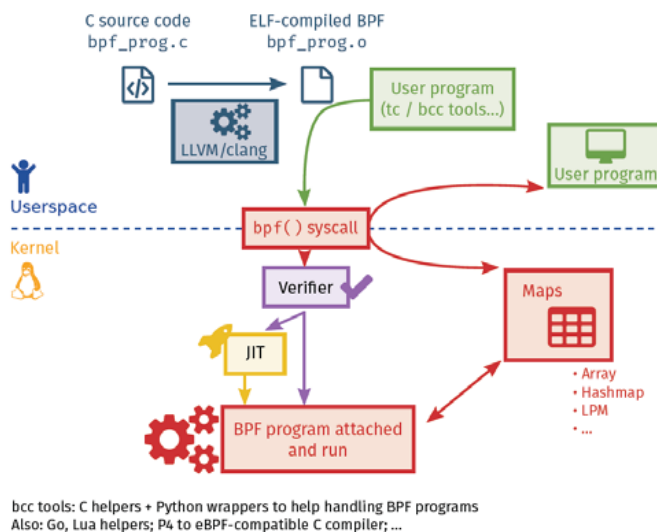 C source code
bpf_prog.c
ELF-compiled BPF
bpf_prog.o
</>
LLVM/clang
User program
(tc / bcc tools...)
User program
Userspace
bpf() syscall
Kernel
Verifier
Maps
JIT
• Array
• Hashmap
• LPM
• ...
BPF program attached
and run
bcc tools: C helpers + Python wrappers to help handling BPF programs
Also: Go, Lua helpers; P4 to eBPF-compatible C compiler; ...